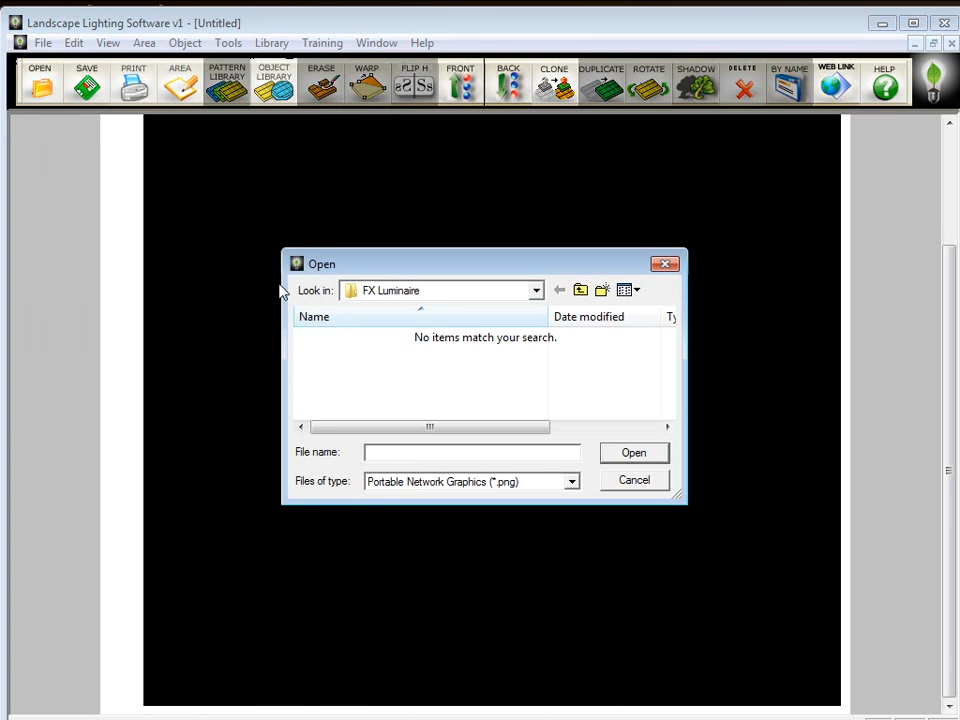 Landscape Lighting Software v1 - [Untitled]
File Edit View Area Object Tools Library Training Window Help
OPEN SAVE PRINT AREA PATTERN LIBRARY OBJECT LIBRARY ERASE WARP FLIP H FRONT BACK CLONE DUPLICATE ROTATE SHADOW DELETE BY NAME WEB LINK HELP
Open
Look in: FX Luminaire
Name Date modified Ty
No items match your search.
File name: Open
Files of type: Portable Network Graphics (*.png) Cancel